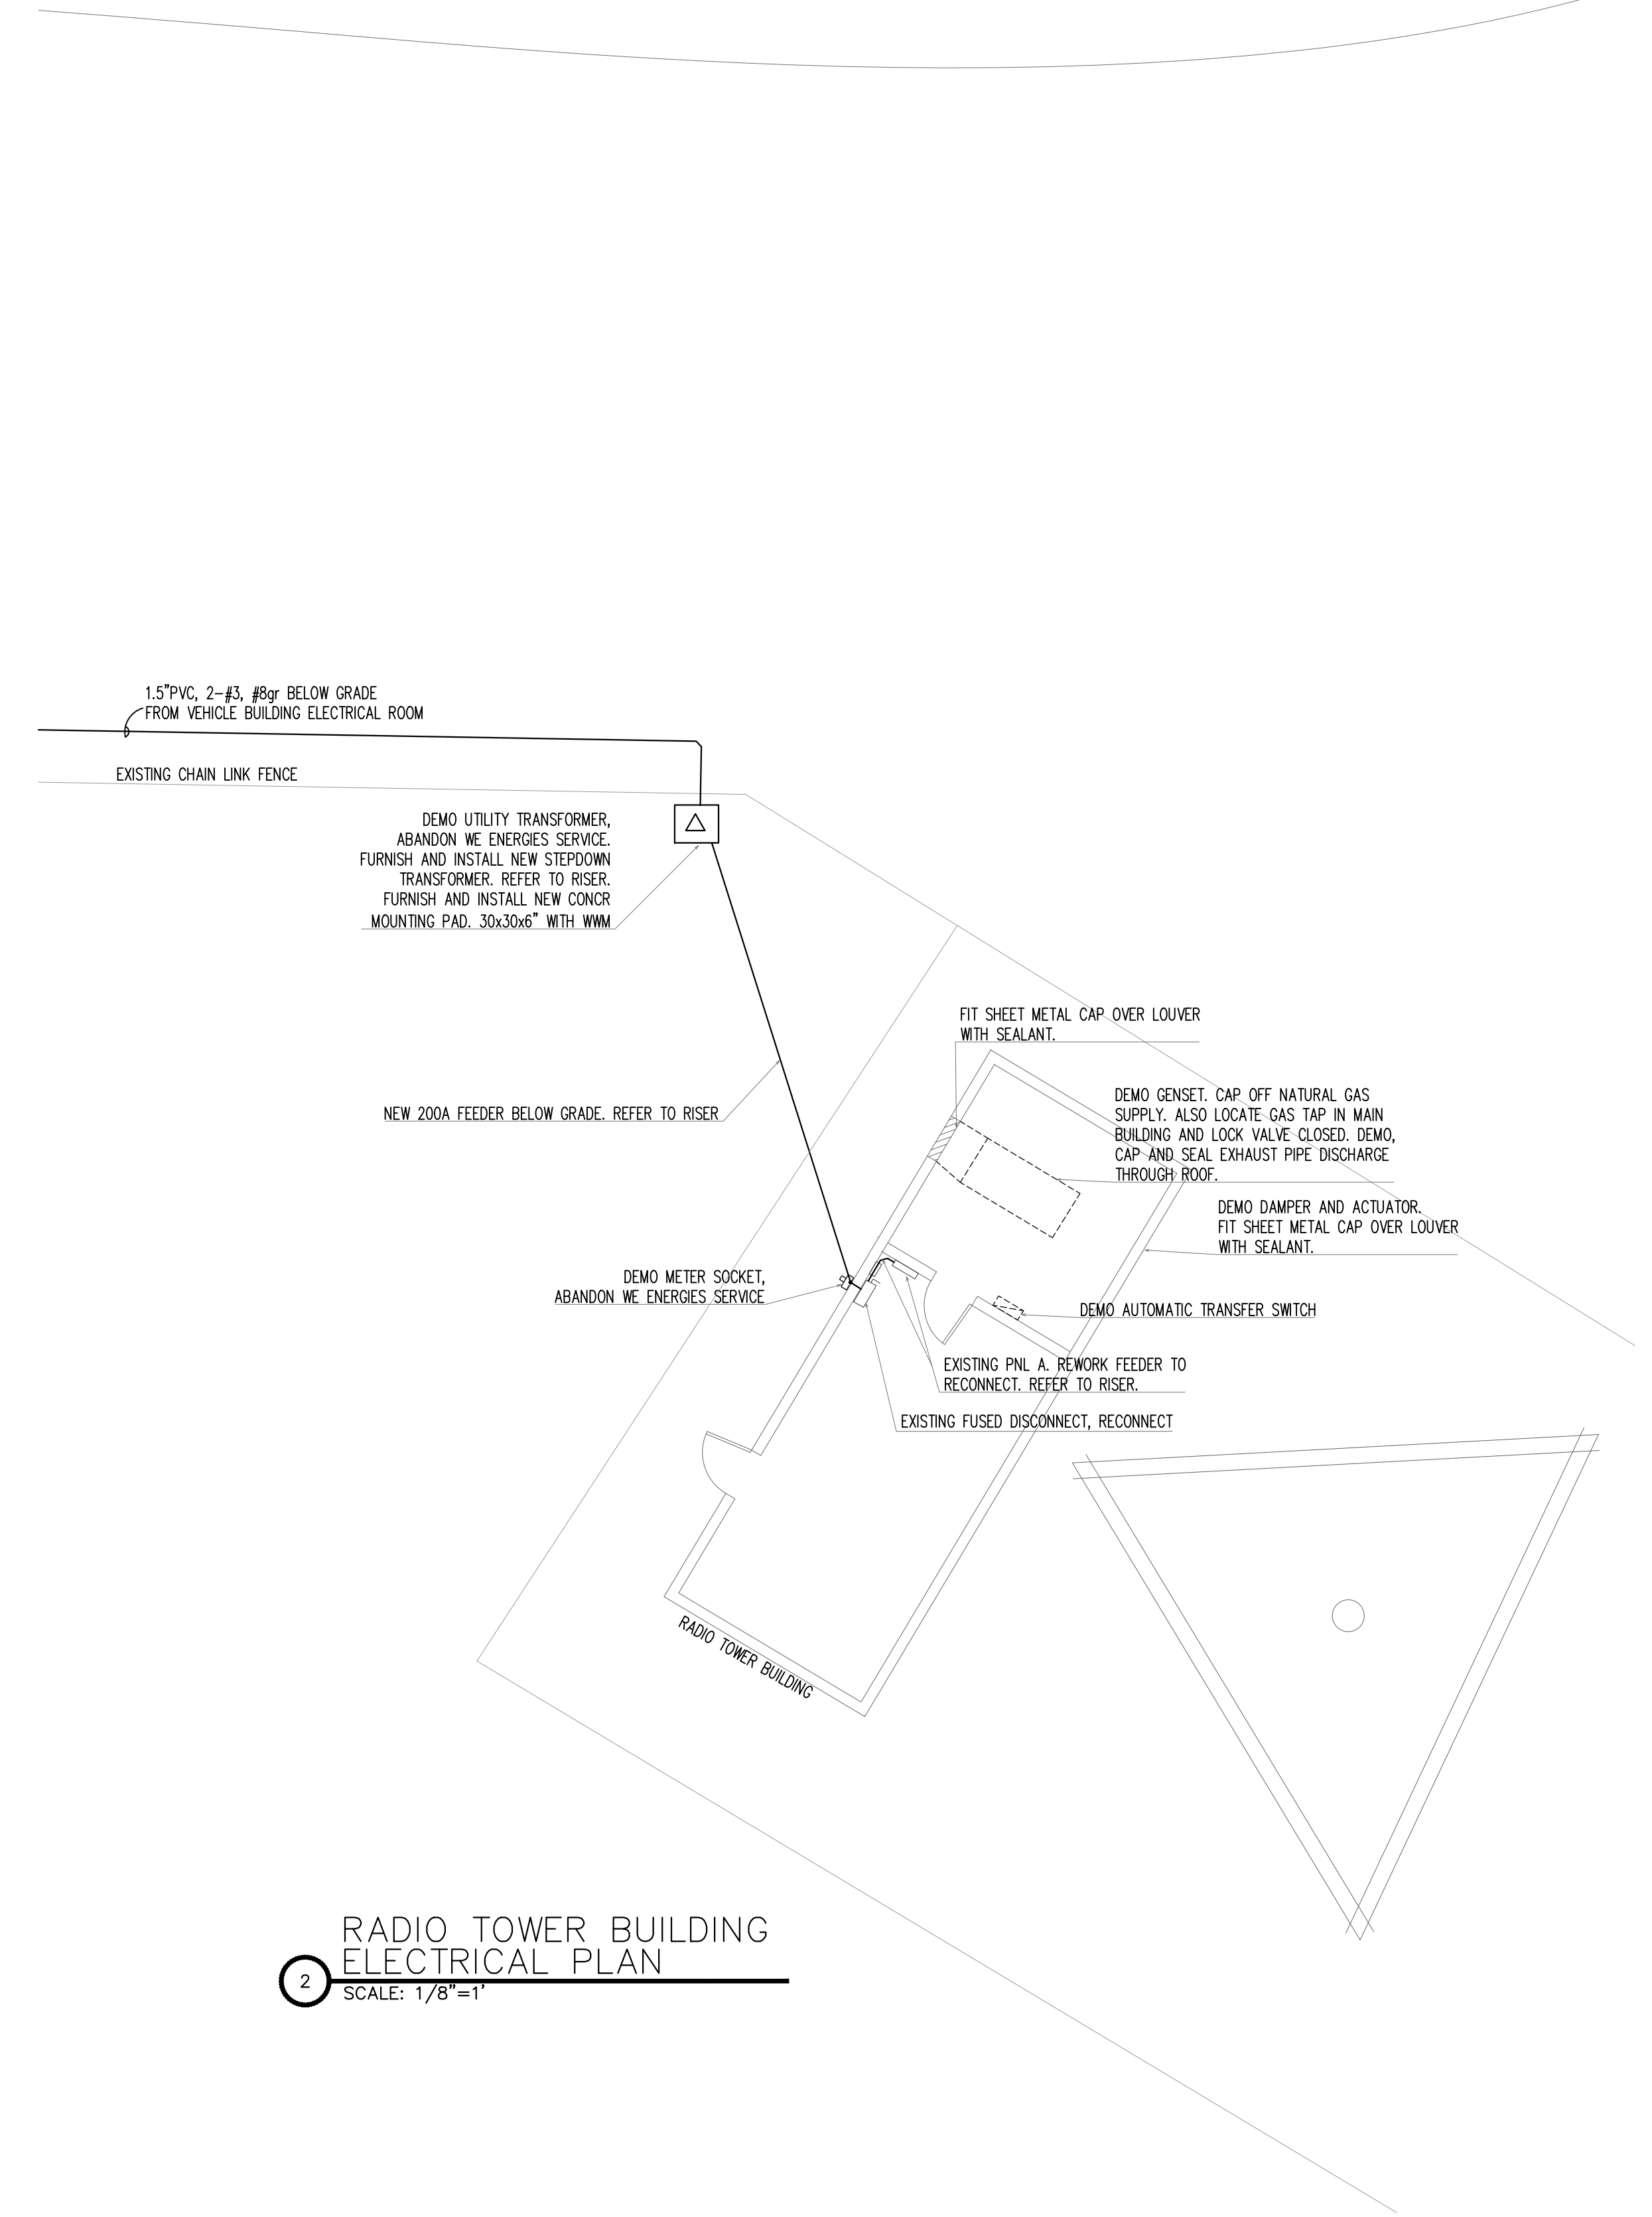 1.5"PVC, 2-#3, #8gr BELOW GRADE
FROM VEHICLE BUILDING ELECTRICAL ROOM
EXISTING CHAIN LINK FENCE
DEMO UTILITY TRANSFORMER,
ABANDON WE ENERGIES SERVICE.
FURNISH AND INSTALL NEW STEPDOWN
TRANSFORMER. REFER TO RISER.
FURNISH AND INSTALL NEW CONCR
MOUNTING PAD. 30x30x6" WITH WWM
FIT SHEET METAL CAP OVER LOUVER
WITH SEALANT.
NEW 200A FEEDER BELOW GRADE. REFER TO RISER
DEMO GENSET. CAP OFF NATURAL GAS
SUPPLY. ALSO LOCATE GAS TAP IN MAIN
BUILDING AND LOCK VALVE CLOSED. DEMO,
CAP AND SEAL EXHAUST PIPE DISCHARGE
THROUGH ROOF.
DEMO DAMPER AND ACTUATOR.
FIT SHEET METAL CAP OVER LOUVER
WITH SEALANT.
DEMO METER SOCKET,
ABANDON WE ENERGIES SERVICE
DEMO AUTOMATIC TRANSFER SWITCH
EXISTING PNL A. REWORK FEEDER TO
RECONNECT. REFER TO RISER.
EXISTING FUSED DISCONNECT, RECONNECT
RADIO TOWER BUILDING
RADIO TOWER BUILDING
ELECTRICAL PLAN
2
SCALE: 1/8"=1'